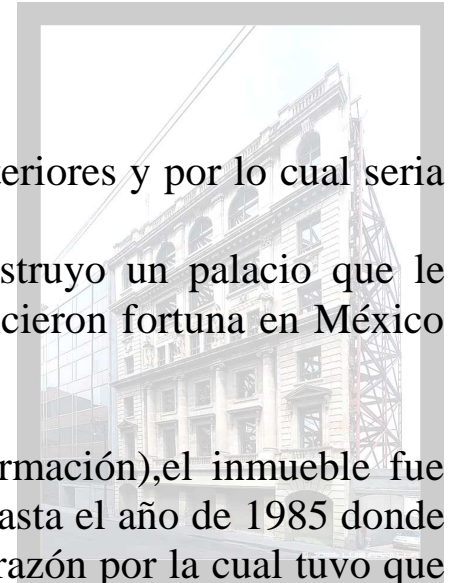 teriores y por lo cual seria
struyo un palacio que le
cieron fortuna en México
rmación),el inmueble fue
asta el año de 1985 donde
razón por la cual tuvo que